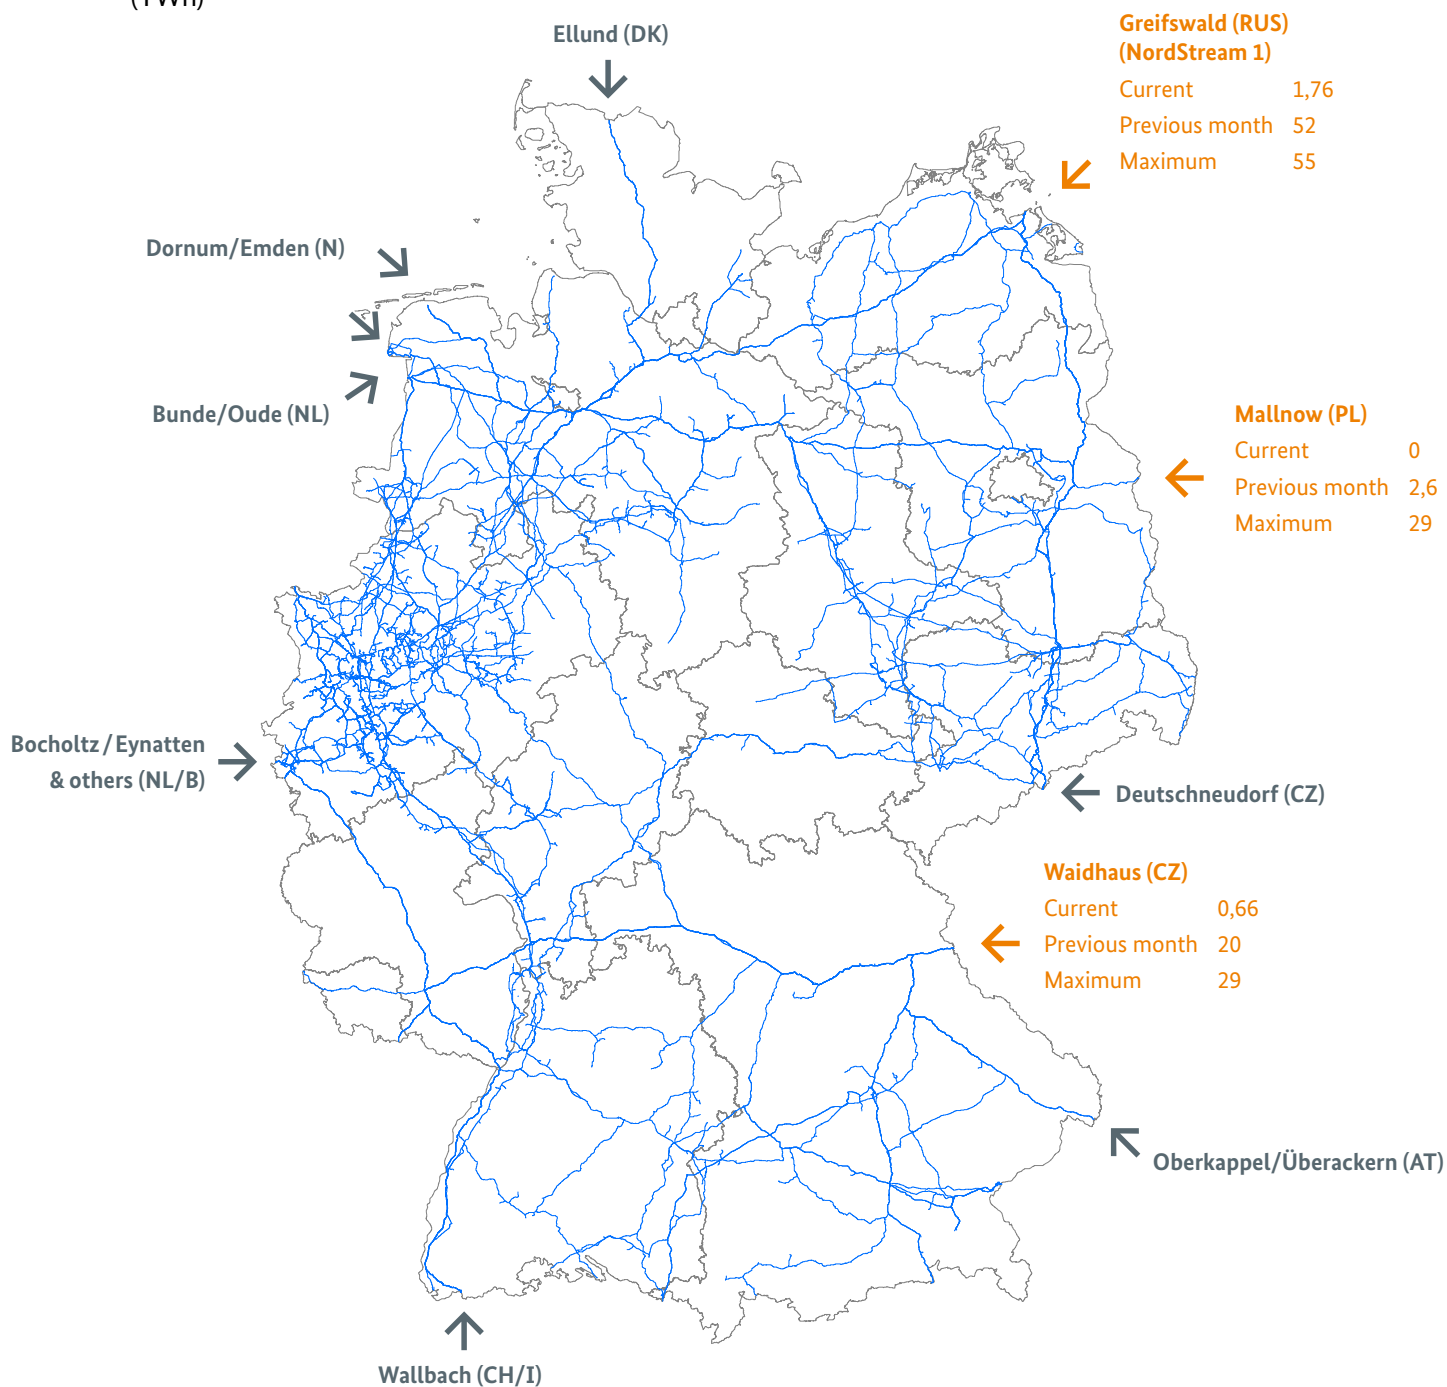 (TWh)
Ellund (DK)
Greifswald (RUS)
(NordStream 1)
Current 1,76
Previous month 52
Maximum 55
Dornum/Emden (N)
Bunde/Oude (NL)
Mallnow (PL)
Current 0
Previous month 2,6
Maximum 29
Bocholtz / Eynatten
& others (NL/B)
Deutschneudorf (CZ)
Waidhaus (CZ)
Current 0,66
Previous month 20
Maximum 29
Oberkappel/Überackern (AT)
Wallbach (CH/I)